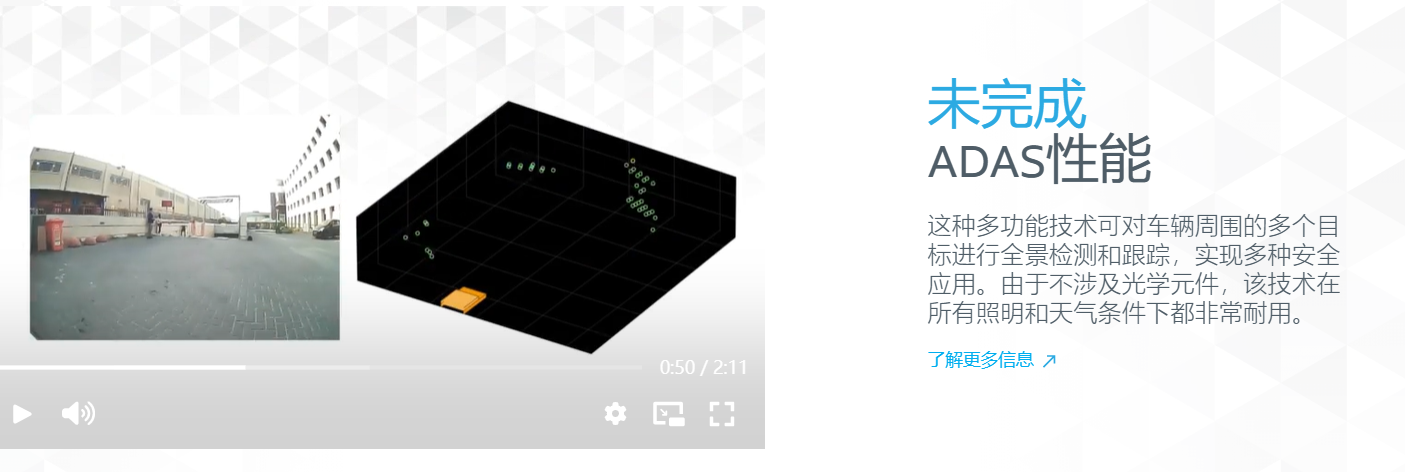 未完成
ADAS性能
这种多功能技术可对车辆周围的多个目
标进行全景检测和跟踪，实现多种安全
应用。由于不涉及光学元件，该技术在
所有照明和天气条件下都非常耐用。
了解更多信息 ↗
0:50 / 2:11